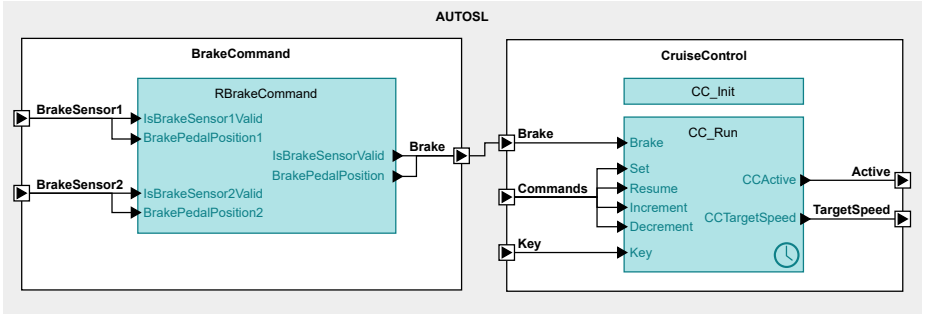 AUTOSL
BrakeCommand
RBrakeCommand
BrakeSensor1
IsBrakeSensor1Valid
BrakePedalPosition1
IsBrakeSensorValid
BrakePedalPosition
Brake
BrakeSensor2
IsBrakeSensor2Valid
BrakePedalPosition2
CruiseControl
CC_Init
CC_Run
Brake
Brake
Commands
Set
Resume
Increment
Decrement
CCActive
Active
CCTargetSpeed
TargetSpeed
Key
Key